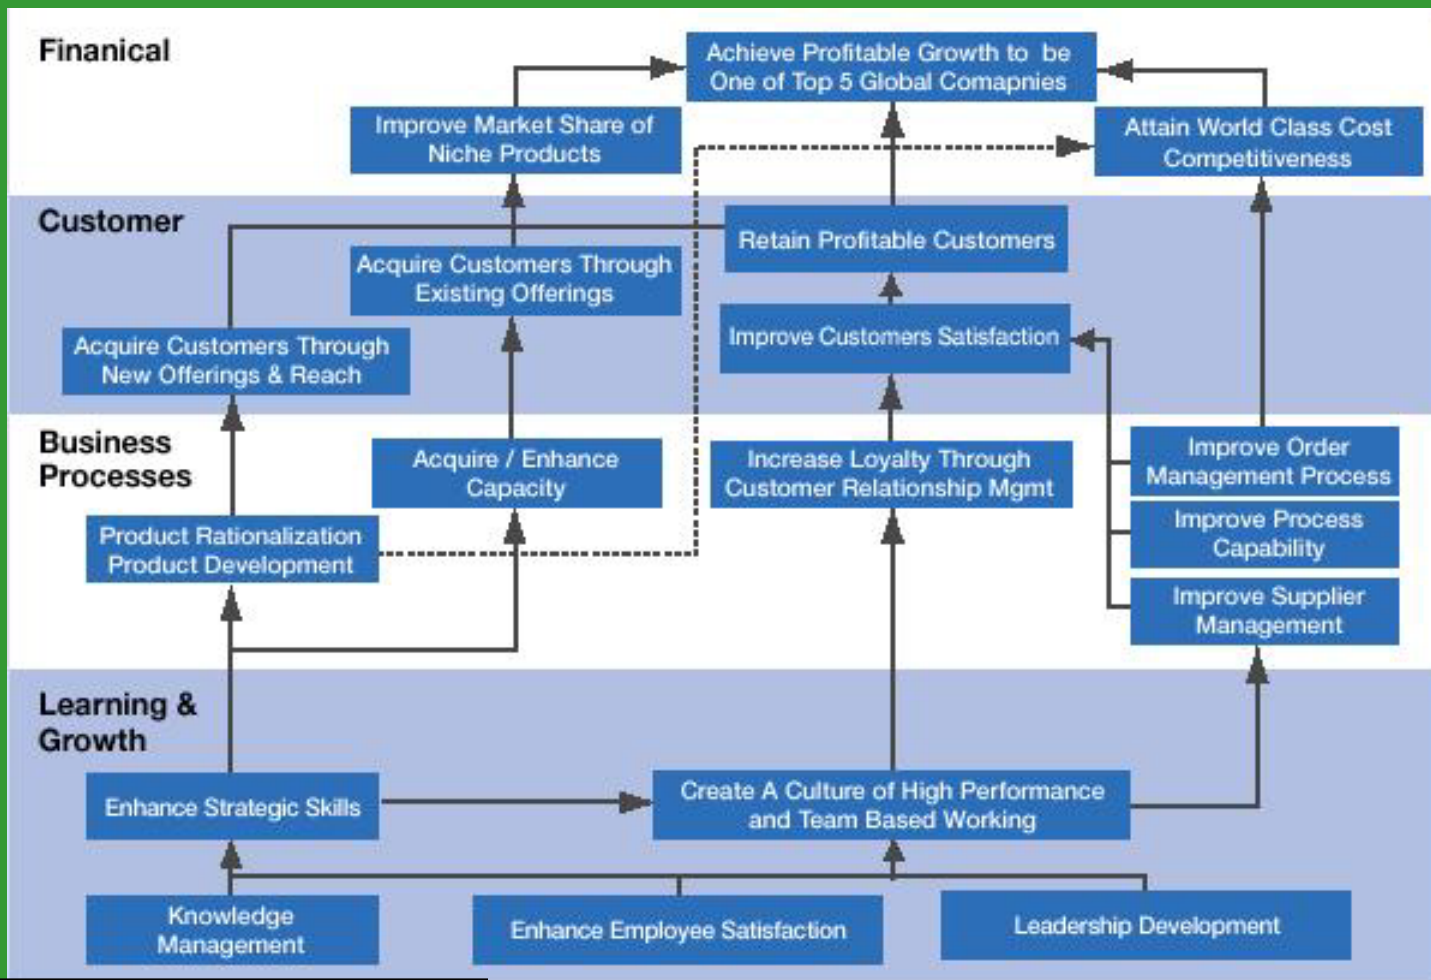 Finanical
Achieve Profitable Growth to be
One of Top 5 Global Comapnies
Improve Market Share of
Niche Products
Attain World Class Cost
Competitiveness
Customer
Retain Profitable Customers
Acquire Customers Through
Existing Offerings
Improve Customers Satisfaction
Acquire Customers Through
New Offerings & Reach
Business
Processes
Acquire / Enhance
Capacity
Increase Loyalty Through
Customer Relationship Mgmt
Improve Order
Management Process
Product Rationalization
Product Development
Improve Process
Capability
Improve Supplier
Management
Learning &
Growth
Enhance Strategic Skills
Create A Culture of High Performance
and Team Based Working
Knowledge
Management
Enhance Employee Satisfaction
Leadership Development